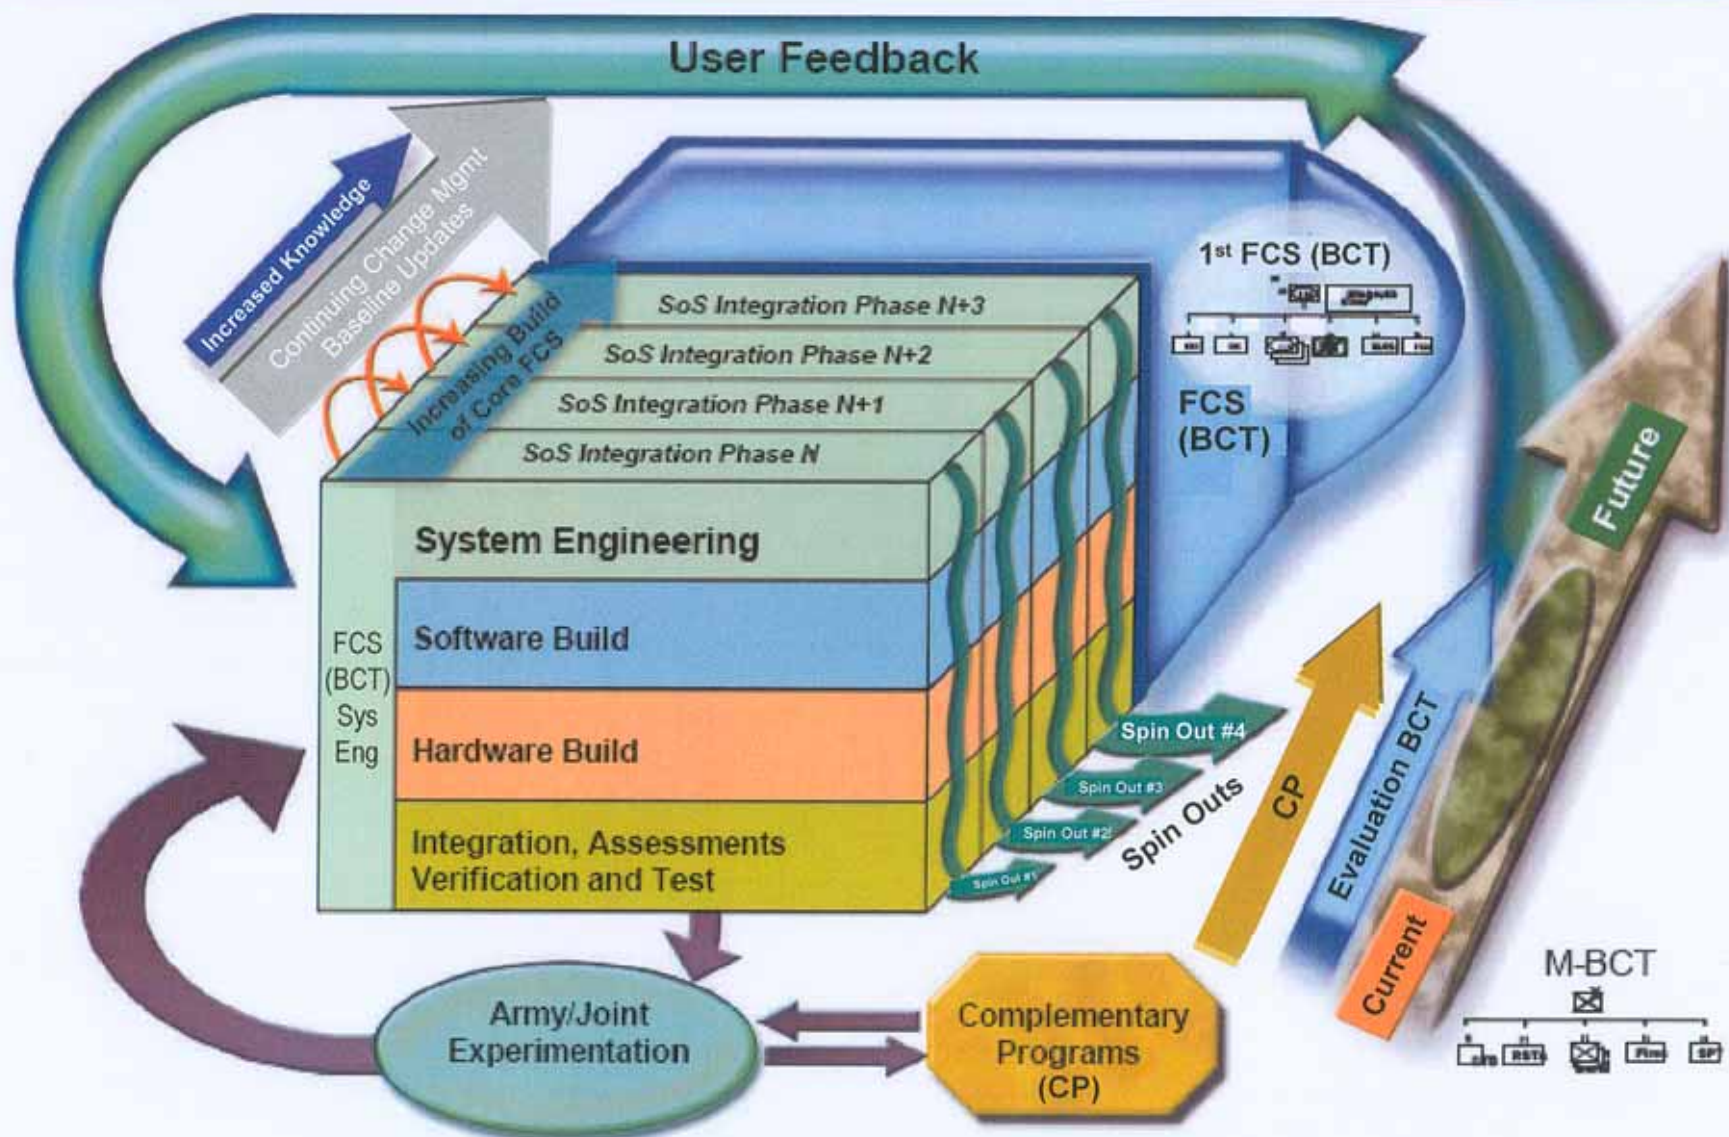 User Feedback
Increased Knowledge
Continuing Change Mgmt
Baseline Updates
Increasing Build
of Core FCS
SoS Integration Phase N+3
SoS Integration Phase N+2
SoS Integration Phase N+1
SoS Integration Phase N
1st FCS (BCT)
FCS
(BCT)
System Engineering
Software Build
Hardware Build
Integration, Assessments
Verification and Test
FCS
(BCT)
Sys
Eng
Spin Out #4
Spin Out #3
Spin Out #2
Spin Out #1
Spin Outs
CP
Evaluation BCT
Future
Current
Army/Joint
Experimentation
Complementary
Programs
(CP)
M-BCT
RSTA
Fires
SPT